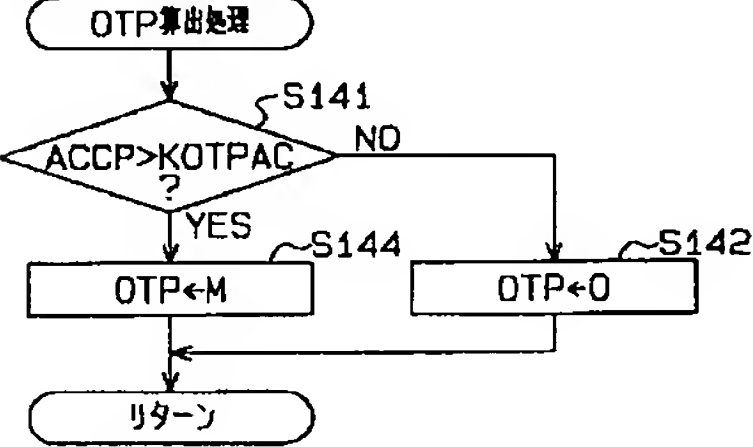 OTP算出処理
S141
ACCP>KOTPAC
?
NO
YES
S144
OTP←M
S142
OTP←0
リターン